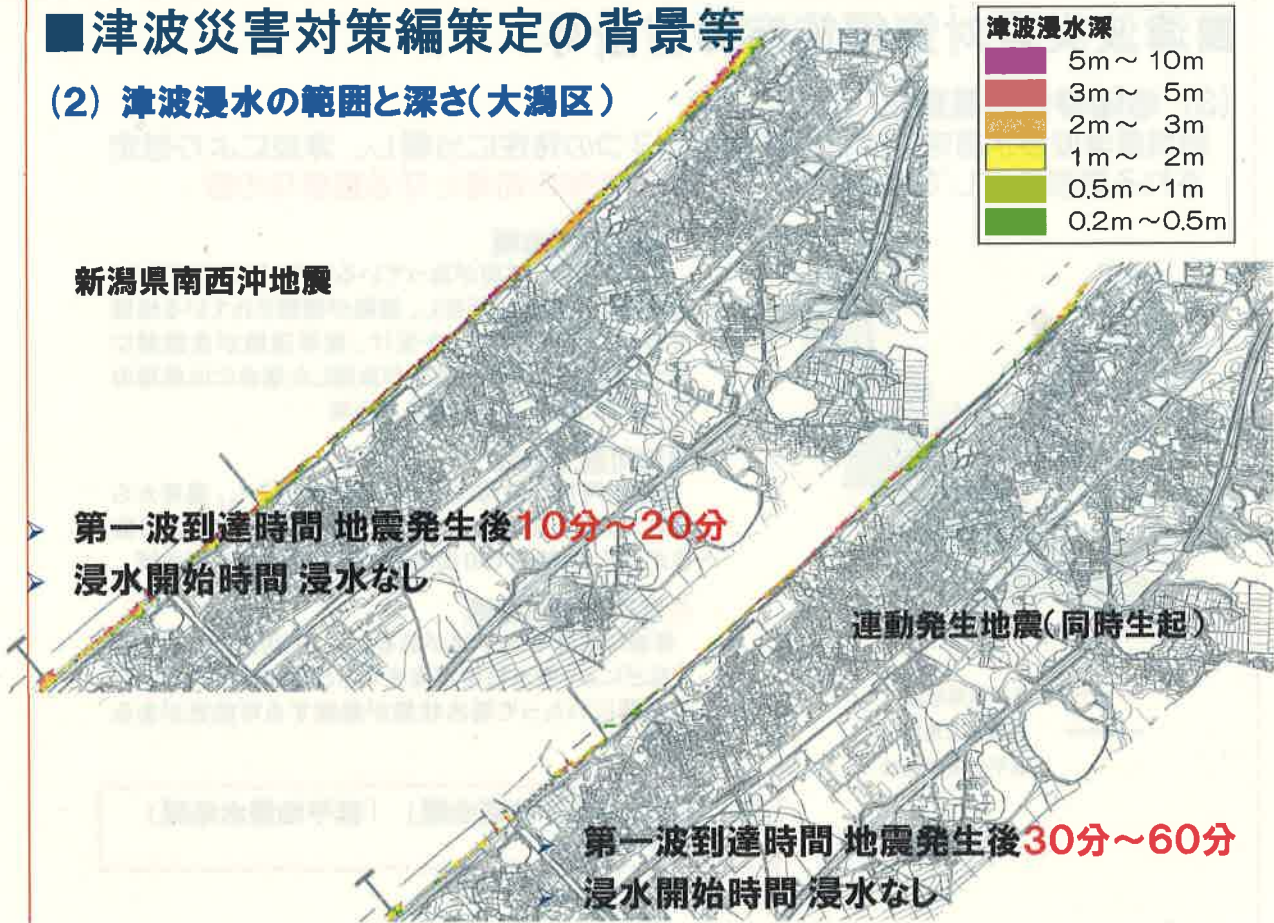 ■津波災害対策編策定の背景等
(2) 津波浸水の範囲と深さ(大潟区)
津波浸水深
5m～ 10m
3m～ 5m
2m～ 3m
1m～ 2m
0.5m～1m
0.2m～0.5m
新潟県南西沖地震
➢ 第一波到達時間 地震発生後10分～20分
➢ 浸水開始時間 浸水なし
連動発生地震(同時生起)
➢ 第一波到達時間 地震発生後30分～60分
➢ 浸水開始時間 浸水なし